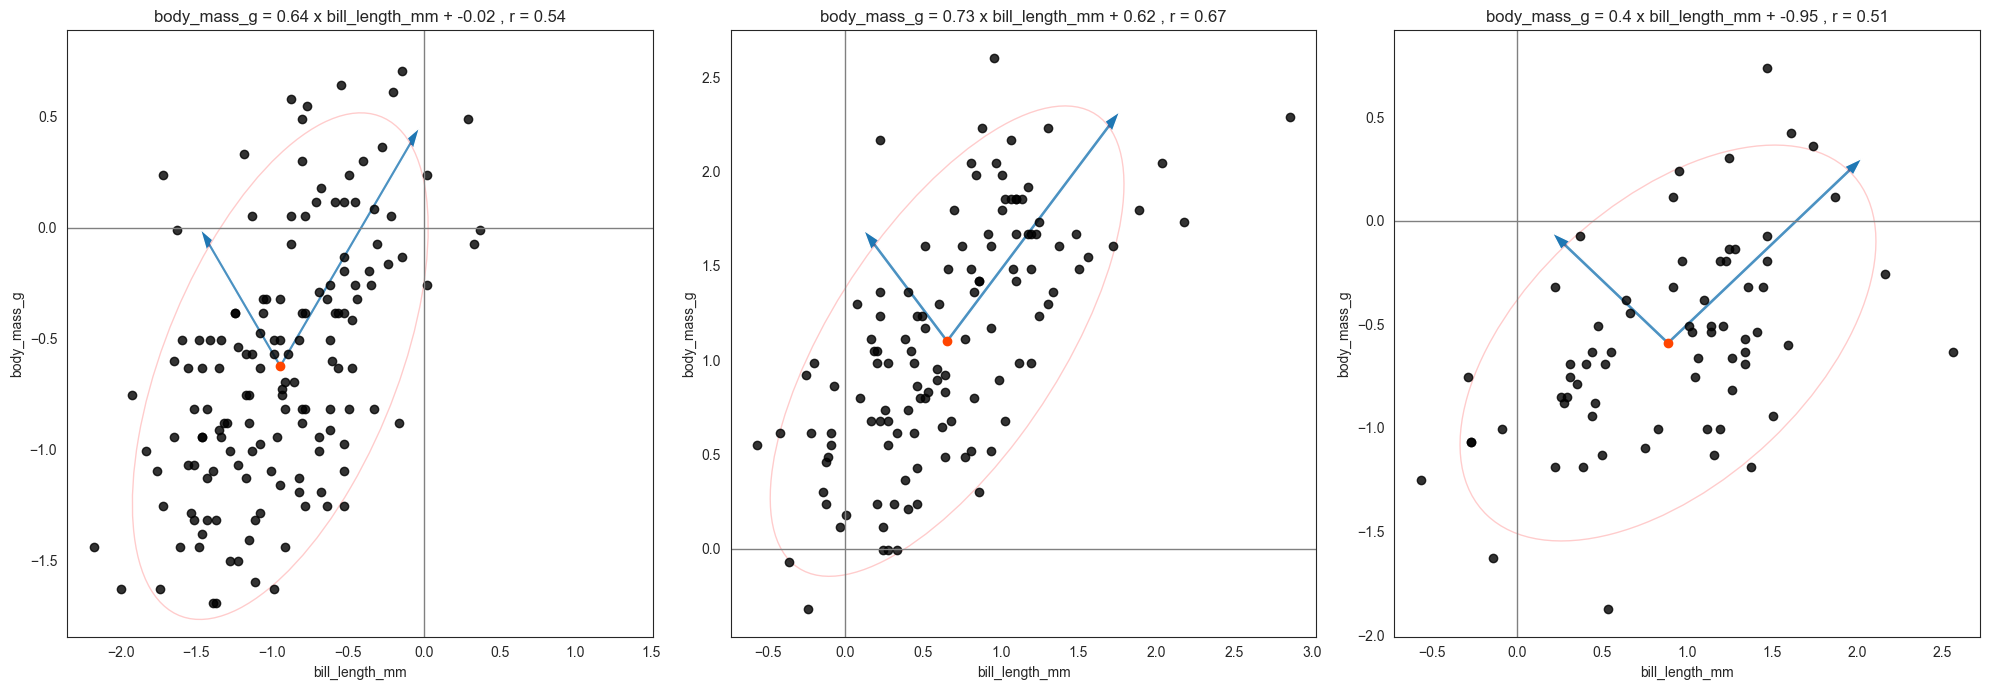 body_mass_g = 0.64 x bill_length_mm + -0.02 , r = 0.54
body_mass_g
0.5
0.0
−0.5
−1.0
−1.5
−2.0 −1.5 −1.0 −0.5 0.0 0.5 1.0 1.5
bill_length_mm
body_mass_g = 0.73 x bill_length_mm + 0.62 , r = 0.67
body_mass_g
2.5
2.0
1.5
1.0
0.5
0.0
−0.5 0.0 0.5 1.0 1.5 2.0 2.5 3.0
bill_length_mm
body_mass_g = 0.4 x bill_length_mm + -0.95 , r = 0.51
body_mass_g
0.5
0.0
−0.5
−1.0
−1.5
−2.0
−0.5 0.0 0.5 1.0 1.5 2.0 2.5
bill_length_mm